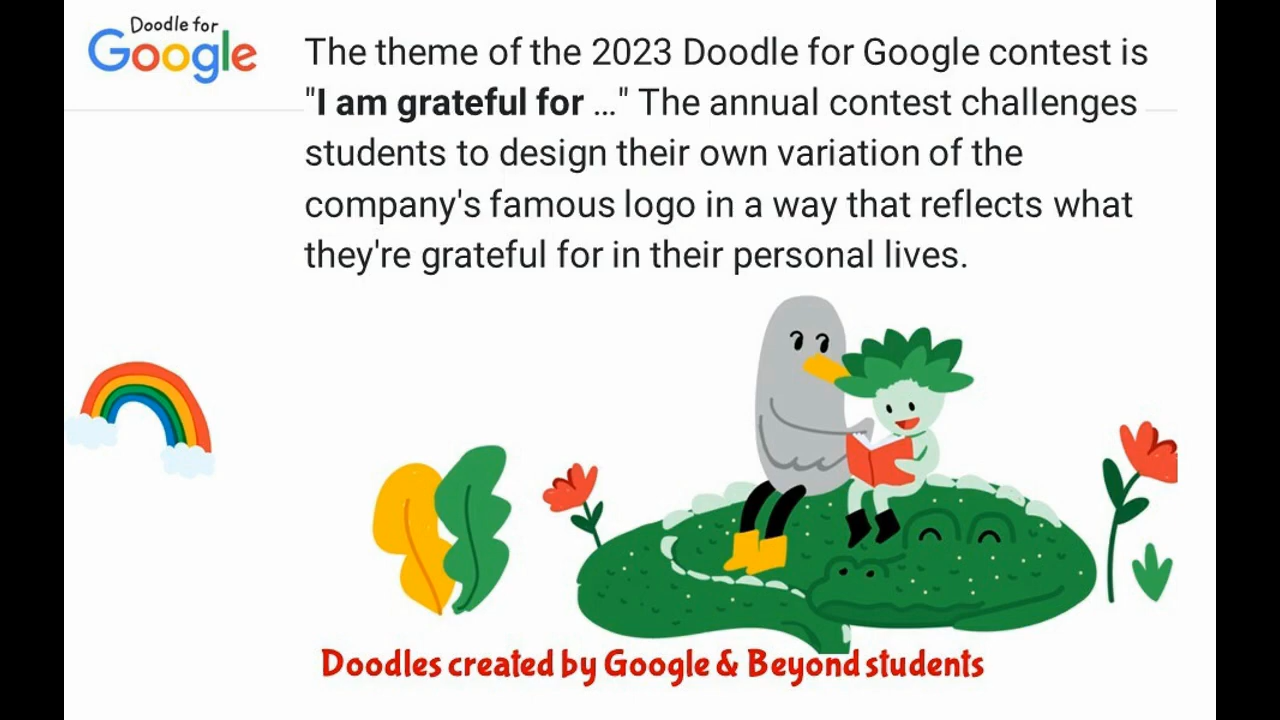 Doodle for
Google
The theme of the 2023 Doodle for Google contest is
"I am grateful for ..." The annual contest challenges
students to design their own variation of the
company's famous logo in a way that reflects what
they're grateful for in their personal lives.
Doodles created by Google & Beyond students